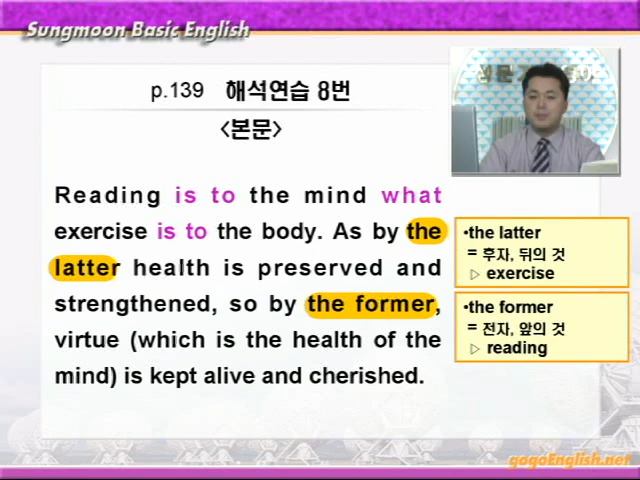 Sungmoon Basic English
p.139 해석연습 8번
<본문>
Reading is to the mind what
exercise is to the body. As by the
latter health is preserved and
strengthened, so by the former,
virtue (which is the health of the
mind) is kept alive and cherished.
•the latter
= 후자, 뒤의 것
▷ exercise
•the former
= 전자, 앞의 것
▷ reading
gogoEnglish.net